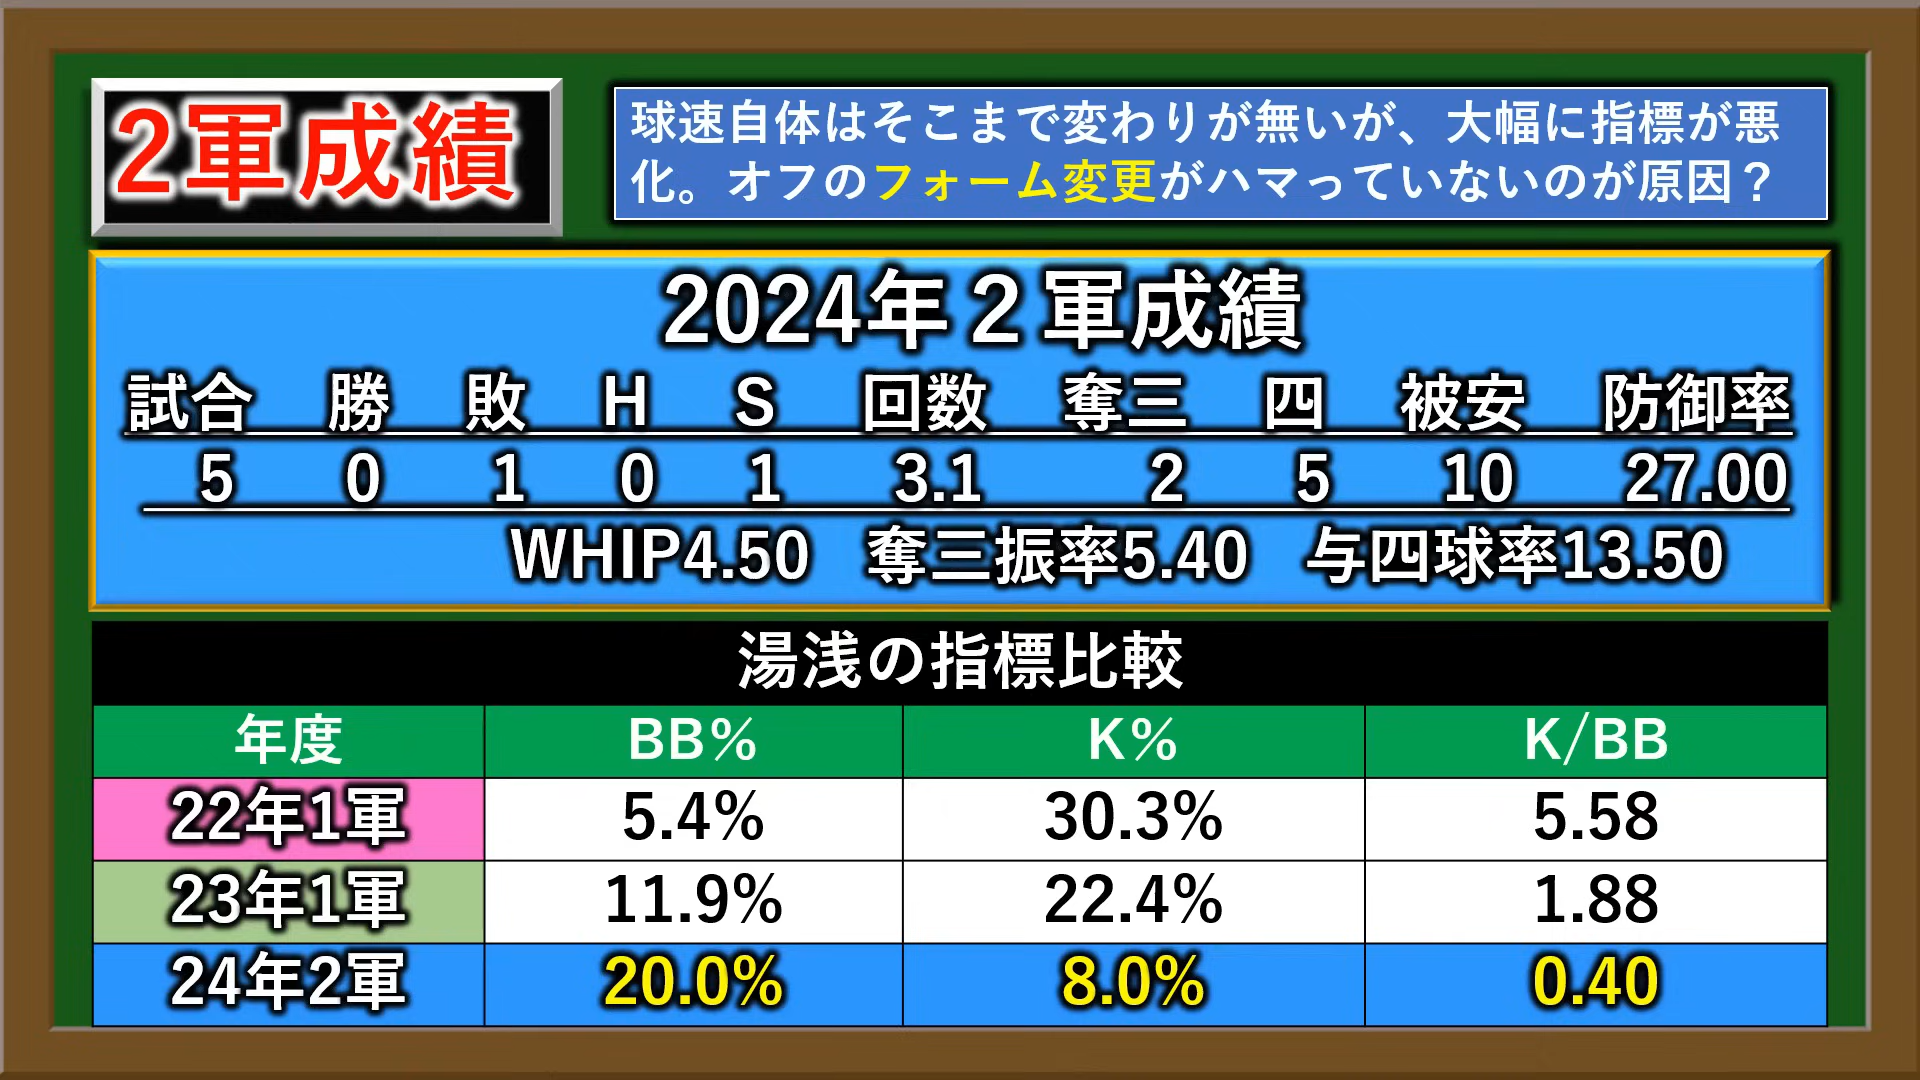 2軍成績
球速自体はそこまで変わりが無いが、大幅に指標が悪
化。オフのフォーム変更がハマっていないのが原因？
2024年２軍成績
試合 勝 敗 H S 回数 奪三 四 被安 防御率
5 0 1 0 1 3.1 2 5 10 27.00
WHIP4.50 奪三振率5.40 与四球率13.50
湯浅の指標比較
年度 BB% K% K/BB
22年1軍 5.4% 30.3% 5.58
23年1軍 11.9% 22.4% 1.88
24年2軍 20.0% 8.0% 0.40